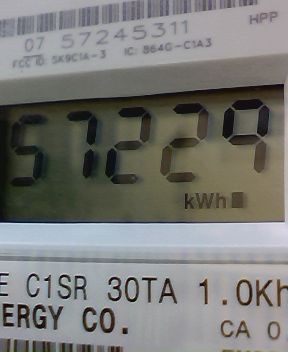 HPP
07 57245311
FCC ID: SK9C1A-3 IC: 864G-C1A3
57229
kWh
E C1SR 30TA 1.0Kh
ERGY CO.
CA 0